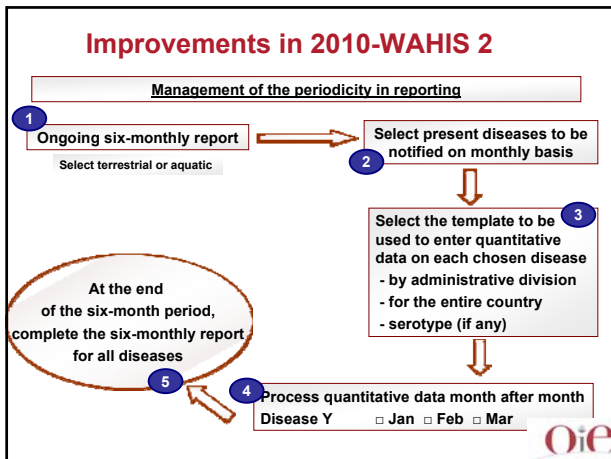 Improvements in 2010-WAHIS 2
Management of the periodicity in reporting
1
Ongoing six-monthly report
Select terrestrial or aquatic
Select present diseases to be
notified on monthly basis
2
3
Select the template to be
used to enter quantitative
data on each chosen disease
- by administrative division
- for the entire country
- serotype (if any)
4
Process quantitative data month after month
Disease Y □ Jan □ Feb □ Mar
At the end
of the six-month period,
complete the six-monthly report
for all diseases
5
Oie